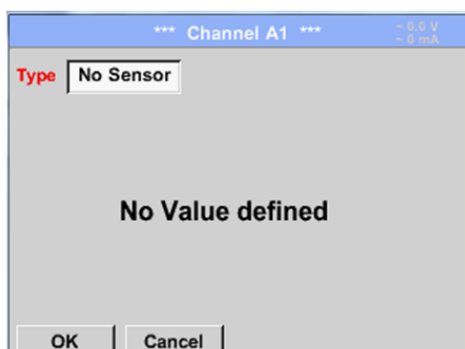 *** Channel A1 ***
~ 0.0 V
~ 0 mA
Type No Sensor
No Value defined
OK Cancel